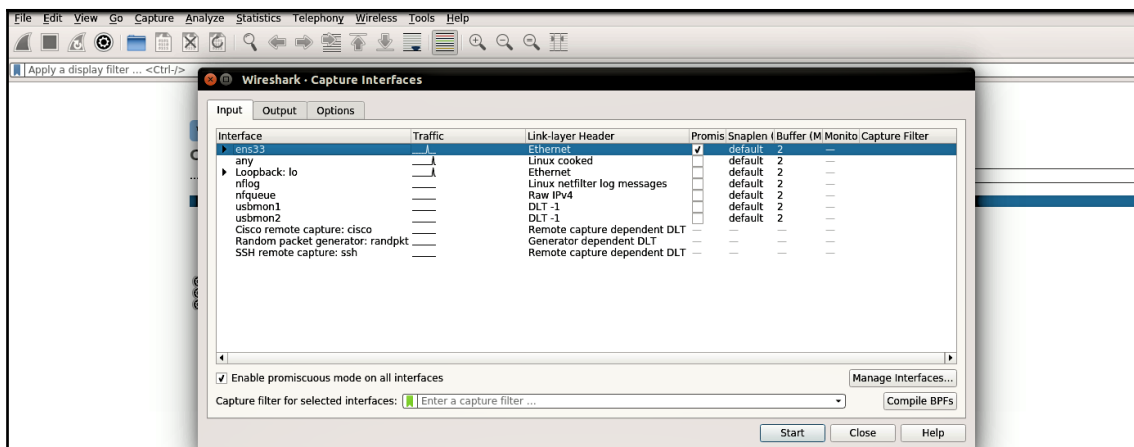 File Edit View Go Capture Analyze Statistics Telephony Wireless Tools Help
Apply a display filter ... <Ctrl-/>
Wireshark · Capture Interfaces
Input Output Options
Interface Traffic Link-layer Header Promis Snaplen ( Buffer (M Monito Capture Filter
ens33 Ethernet default 2 —
any Linux cooked default 2 —
Loopback: lo Ethernet default 2 —
nflog Linux netfilter log messages default 2 —
nfqueue Raw IPv4 default 2 —
usbmon1 DLT -1 default 2 —
usbmon2 DLT -1 default 2 —
Cisco remote capture: cisco Remote capture dependent DLT — — — —
Random packet generator: randpkt Generator dependent DLT — — — —
SSH remote capture: ssh Remote capture dependent DLT — — — —
Enable promiscuous mode on all interfaces Manage Interfaces...
Capture filter for selected interfaces: Enter a capture filter ... Compile BPFs
Start Close Help